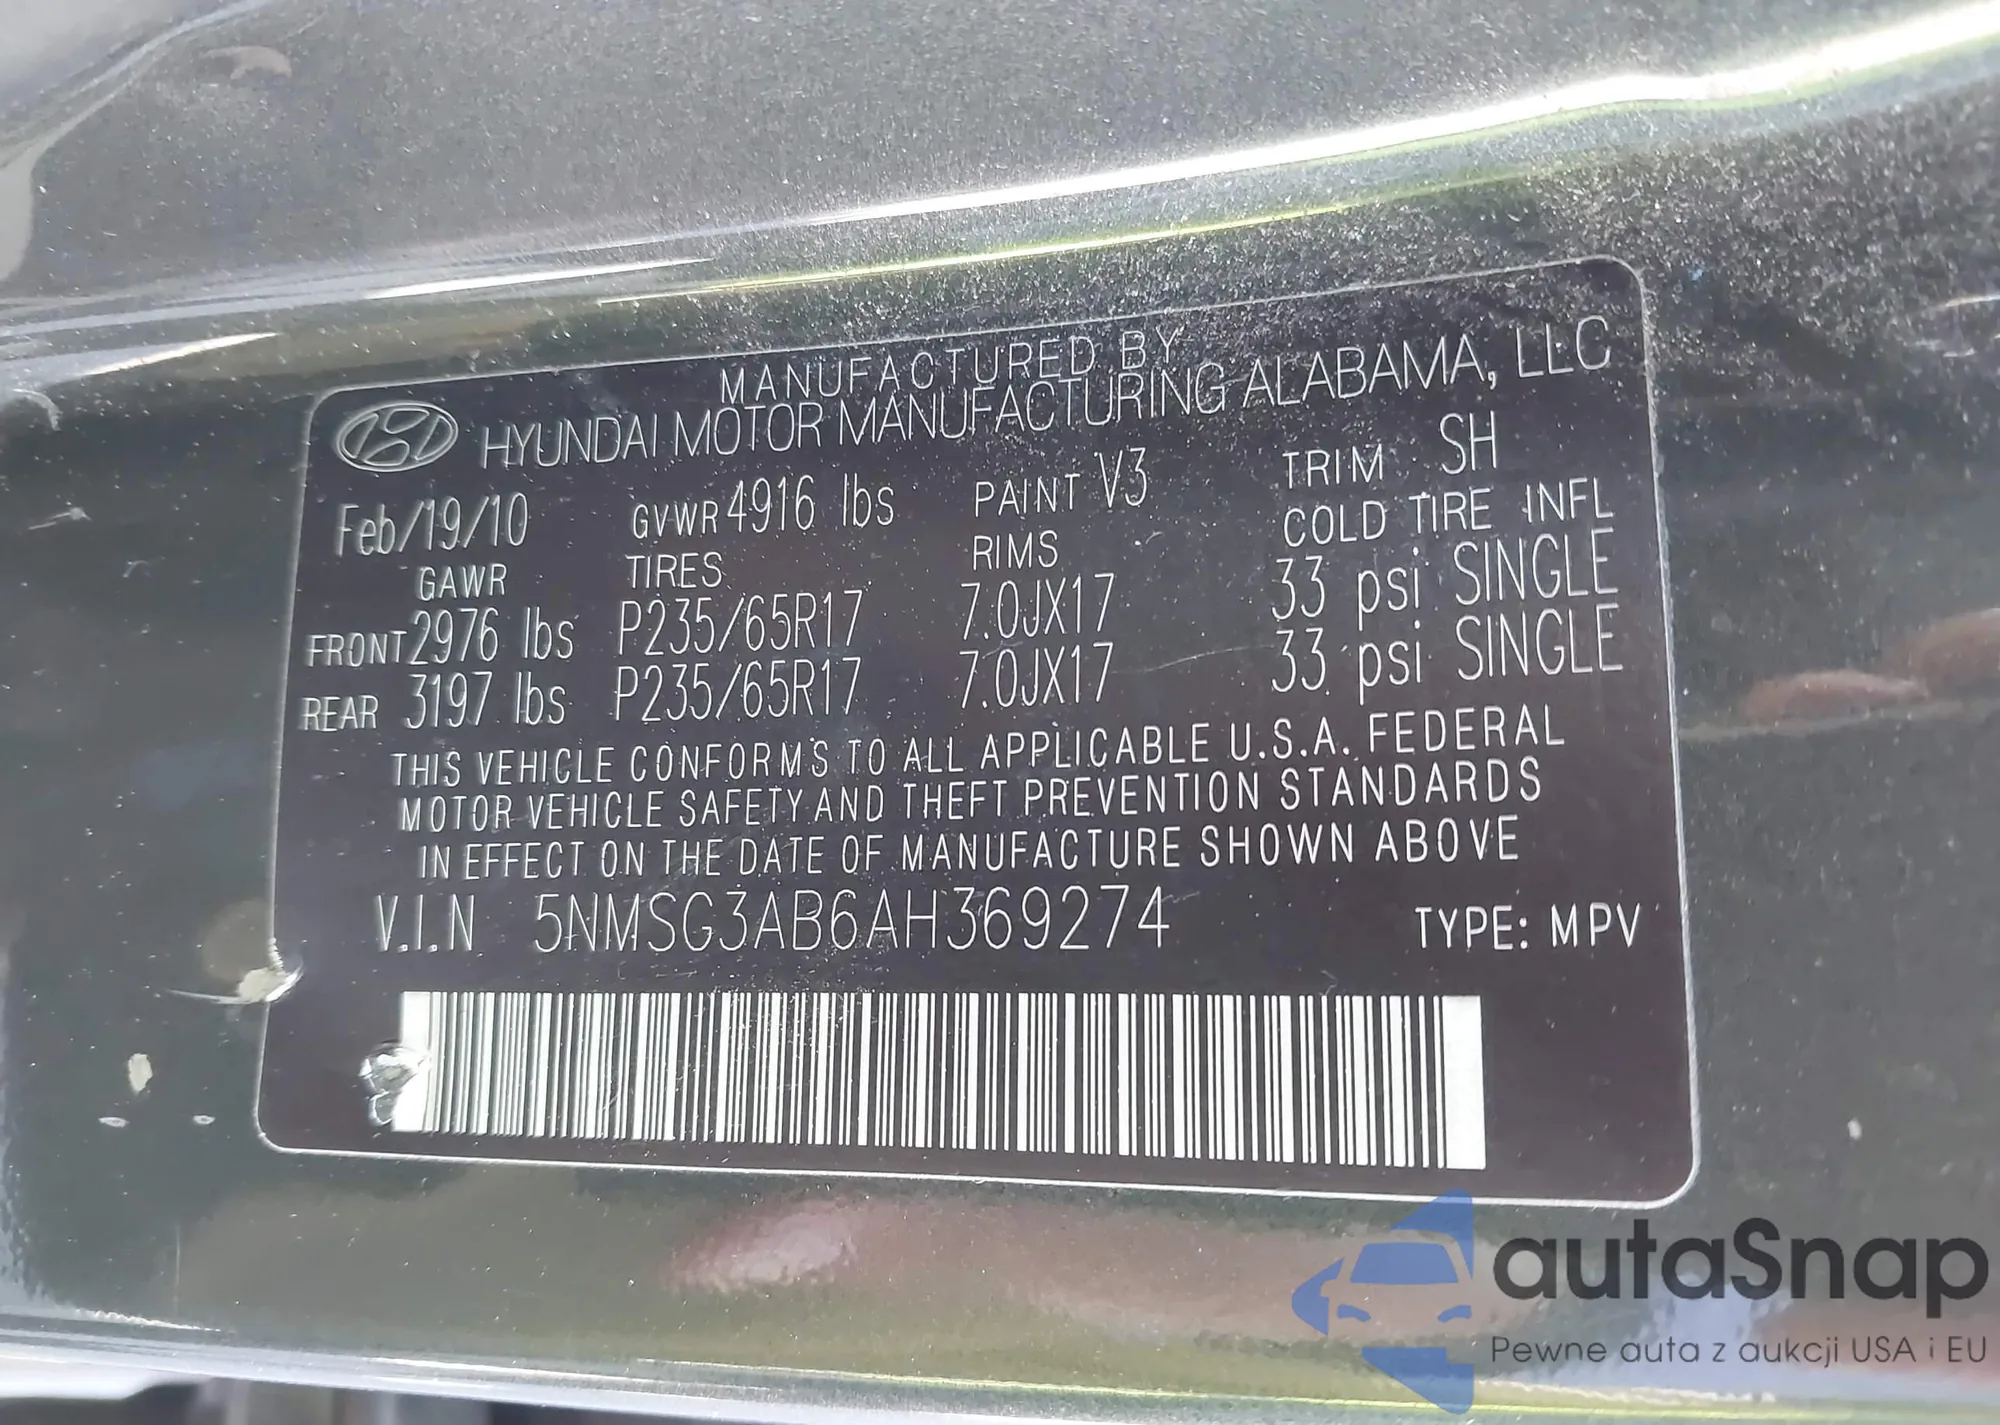 MANUFACTURED BY
HYUNDAI MOTOR MANUFACTURING ALABAMA, LLC
Feb/19/10 GVWR 4916 lbs PAINT V3 TRIM SH
GAWR TIRES RIMS COLD TIRE INFL
FRONT 2976 lbs P235/65R17 7.0JX17 33 psi SINGLE
REAR 3197 lbs P235/65R17 7.0JX17 33 psi SINGLE
THIS VEHICLE CONFORMS TO ALL APPLICABLE U.S.A. FEDERAL
MOTOR VEHICLE SAFETY AND THEFT PREVENTION STANDARDS
IN EFFECT ON THE DATE OF MANUFACTURE SHOWN ABOVE
V.I.N 5NMSG3AB6AH369274 TYPE: MPV
autaSnap
Pewne auta z aukcji USA i EU